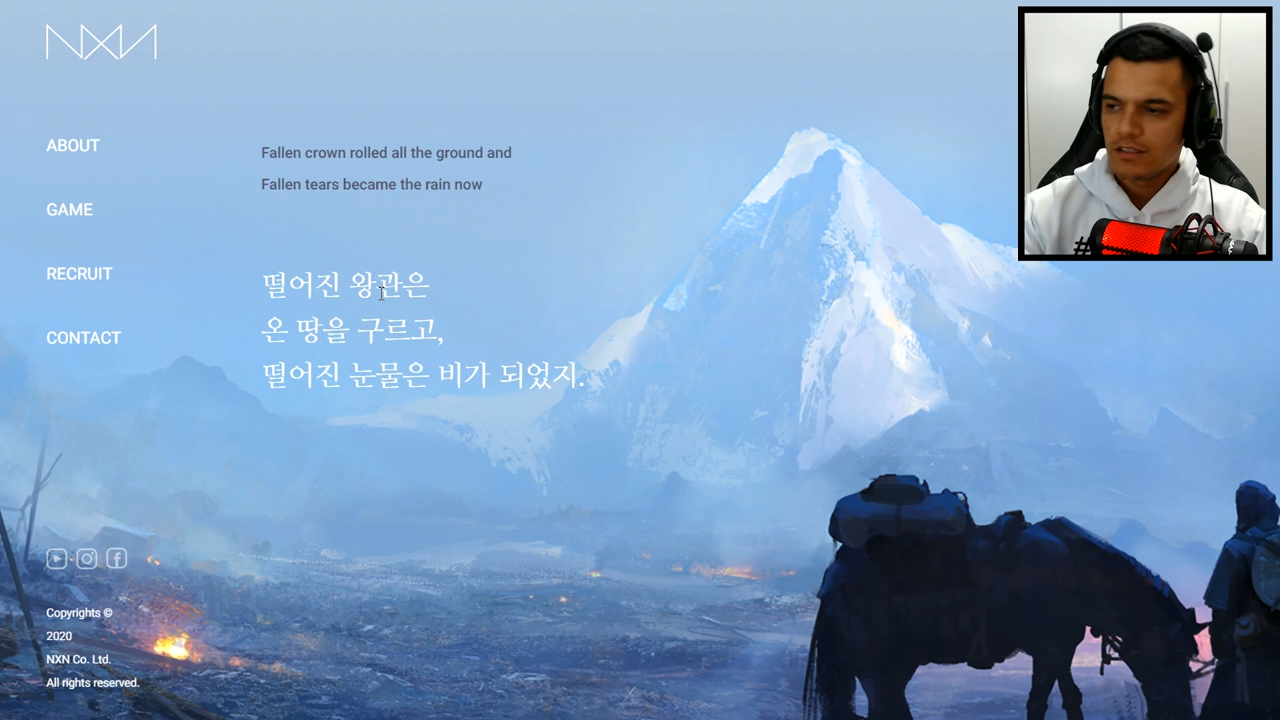 NXN
ABOUT
GAME
RECRUIT
CONTACT
Fallen crown rolled all the ground and
Fallen tears became the rain now
떨어진 왕관은
온 땅을 구르고,
떨어진 눈물은 비가 되었지.
Copyrights ©
2020
NXN Co. Ltd.
All rights reserved.